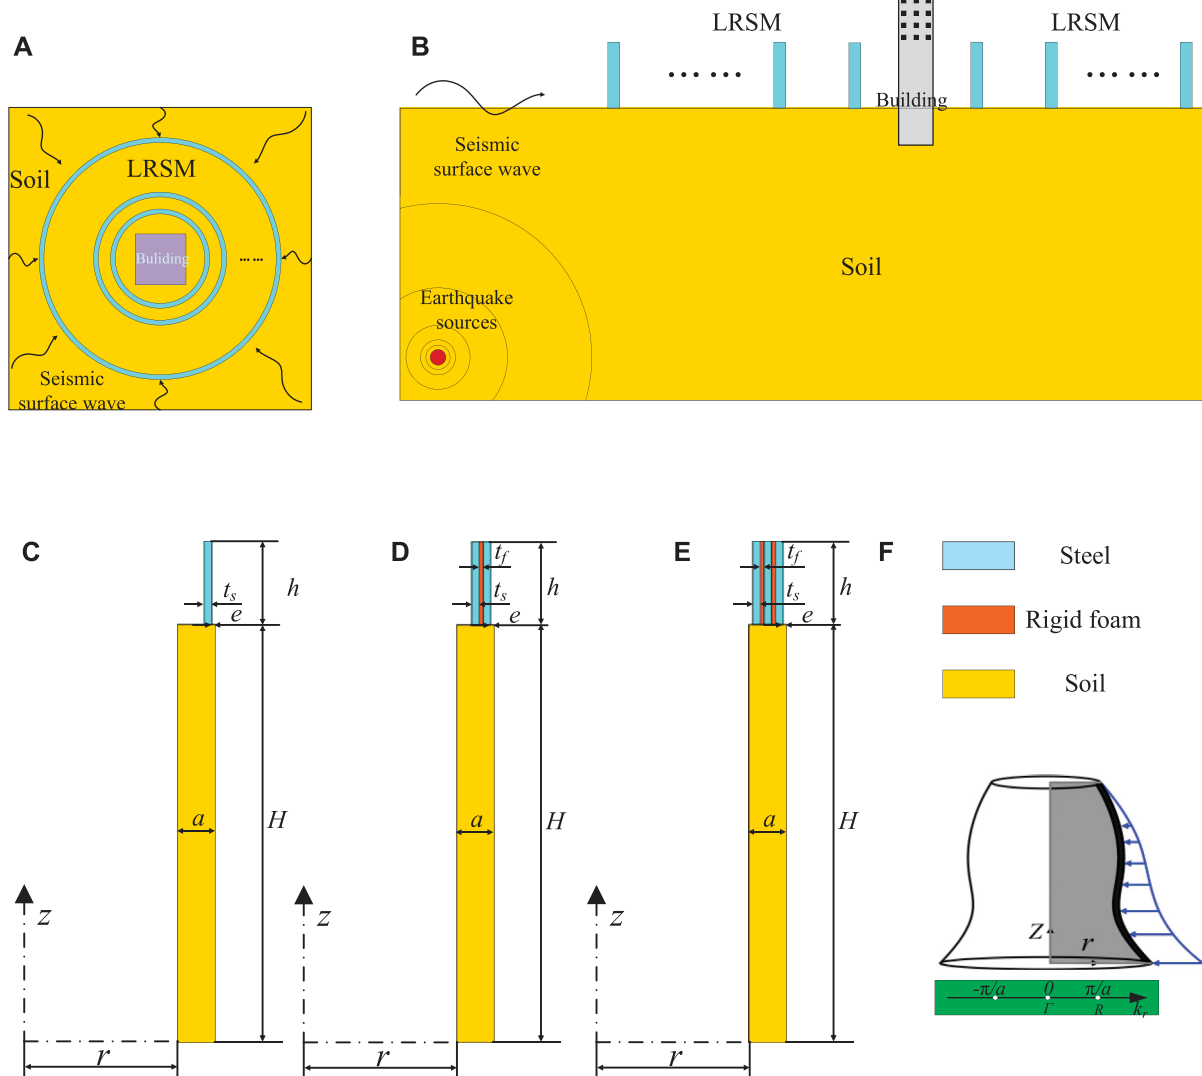 A
Soil
LRSM
Buliding
... ...
Seismic
surface wave
B
LRSM
LRSM
... ...
... ...
Building
Seismic
surface wave
Soil
Earthquake
sources
C
t_s
h
e
a
H
z
r
D
t_f
t_s
h
e
a
H
z
r
E
t_f
h
t_s
e
a
H
z
r
F
Steel
Rigid foam
Soil
Z
r
-π/a 0 π/a
Γ R k_r